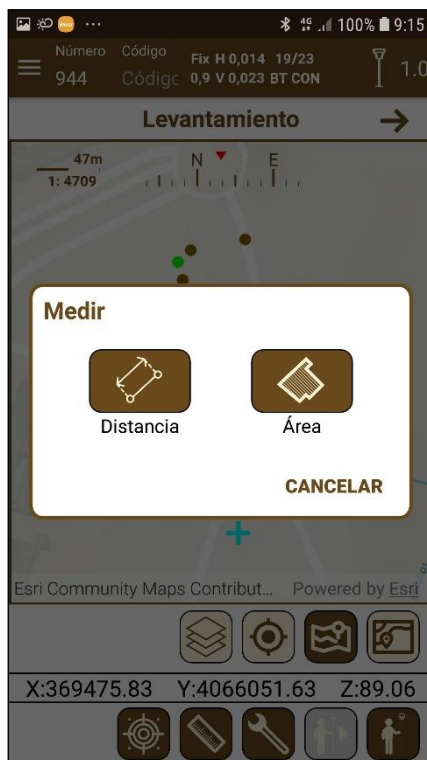 4G 100% 9:15
Número Código Fix H 0,014 19/23
944 Código 0,9 V 0,023 BT CON 1.0
Levantamiento
47m N E
1: 4709
Medir
Distancia Área
CANCELAR
Esri Community Maps Contribut... Powered by Esri
X:369475.83 Y:4066051.63 Z:89.06